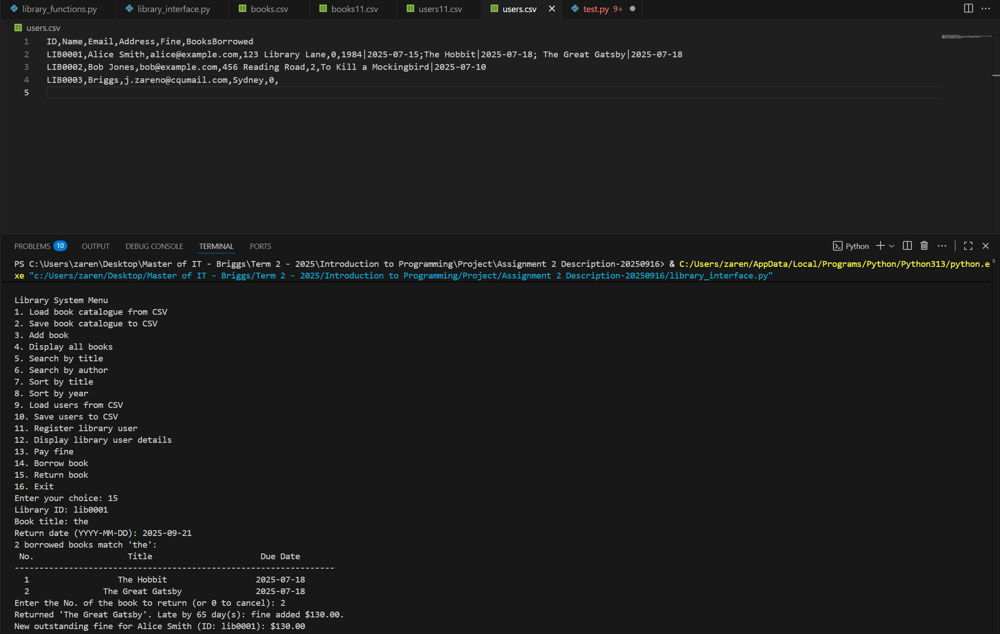 library_functions.py library_interface.py books.csv books11.csv users11.csv users.csv test.py 9+
users.csv
1 ID,Name,Email,Address,Fine,BooksBorrowed
2 LIB0001,Alice Smith,alice@example.com,123 Library Lane,0,1984|2025-07-15;The Hobbit|2025-07-18; The Great Gatsby|2025-07-18
3 LIB0002,Bob Jones,bob@example.com,456 Reading Road,2,To Kill a Mockingbird|2025-07-10
4 LIB0003,Briggs,j.zareno@cqumail.com,Sydney,0,
5
PROBLEMS 10 OUTPUT DEBUG CONSOLE TERMINAL PORTS Python
PS C:\Users\zaren\Desktop\Master of IT - Briggs\Term 2 - 2025\Introduction to Programming\Project\Assignment 2 Description-20250916> & C:/Users/zaren/AppData/Local/Programs/Python/Python313/python.e
xe "c:/Users/zaren/Desktop/Master of IT - Briggs/Term 2 - 2025/Introduction to Programming/Project/Assignment 2 Description-20250916/library_interface.py"
Library System Menu
1. Load book catalogue from CSV
2. Save book catalogue to CSV
3. Add book
4. Display all books
5. Search by title
6. Search by author
7. Sort by title
8. Sort by year
9. Load users from CSV
10. Save users to CSV
11. Register library user
12. Display library user details
13. Pay fine
14. Borrow book
15. Return book
16. Exit
Enter your choice: 15
Library ID: lib0001
Book title: the
Return date (YYYY-MM-DD): 2025-09-21
2 borrowed books match 'the':
No. Title Due Date
-----------------------------------------------------------------
1 The Hobbit 2025-07-18
2 The Great Gatsby 2025-07-18
Enter the No. of the book to return (or 0 to cancel): 2
Returned 'The Great Gatsby'. Late by 65 day(s): fine added $130.00.
New outstanding fine for Alice Smith (ID: lib0001): $130.00